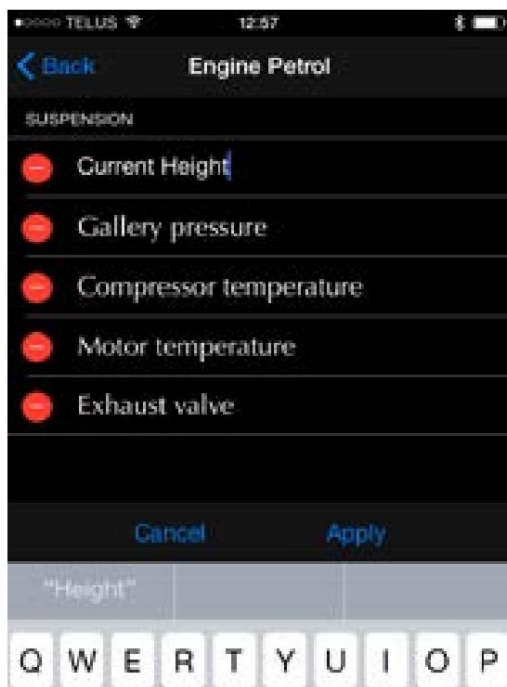 TELUS 12:57
Back Engine Petrol
SUSPENSION
Current Height
Gallery pressure
Compressor temperature
Motor temperature
Exhaust valve
Cancel Apply
"Height"
Q W E R T Y U I O P